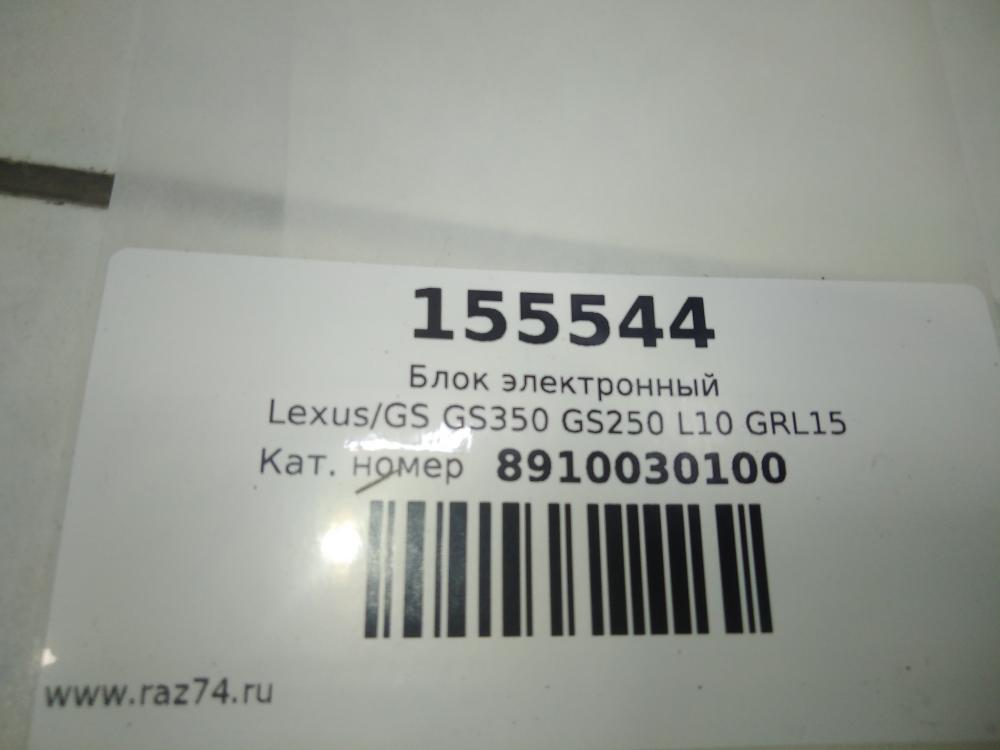 155544
Блок электронный
Lexus/GS GS350 GS250 L10 GRL15
Кат. номер 8910030100
www.raz74.ru